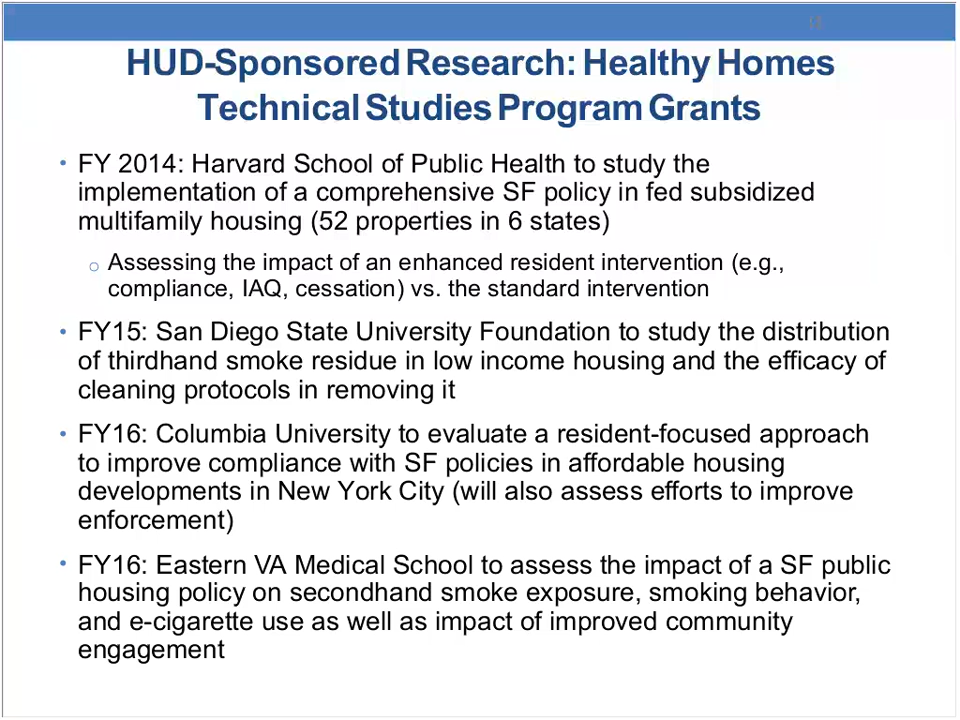 HUD-Sponsored Research: Healthy Homes
Technical Studies Program Grants
• FY 2014: Harvard School of Public Health to study the
implementation of a comprehensive SF policy in fed subsidized
multifamily housing (52 properties in 6 states)
o Assessing the impact of an enhanced resident intervention (e.g.,
compliance, IAQ, cessation) vs. the standard intervention
• FY15: San Diego State University Foundation to study the distribution
of thirdhand smoke residue in low income housing and the efficacy of
cleaning protocols in removing it
• FY16: Columbia University to evaluate a resident-focused approach
to improve compliance with SF policies in affordable housing
developments in New York City (will also assess efforts to improve
enforcement)
• FY16: Eastern VA Medical School to assess the impact of a SF public
housing policy on secondhand smoke exposure, smoking behavior,
and e-cigarette use as well as impact of improved community
engagement